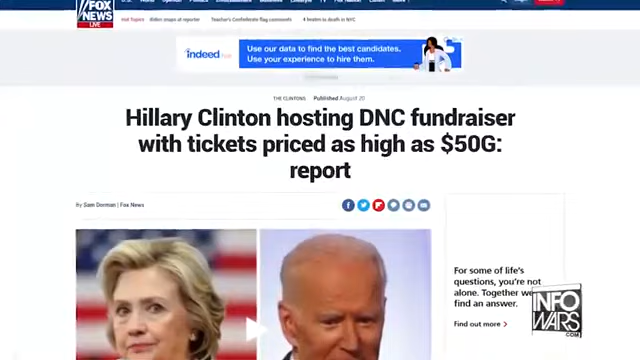 FOX
NEWS
LIVE
Hot Topics
Biden snaps at reporter
Teacher's Confederate flag comments
4 beaten to death in NYC
indeed
Use our data to find the best candidates.
Use your experience to hire them.
THE CLINTONS Published August 20
Hillary Clinton hosting DNC fundraiser
with tickets priced as high as $50G:
report
By Sam Dorman | Fox News
For some of life's
questions, you're not
alone. Together we
find an answer.
Find out more >
INFO
WARS.
COM